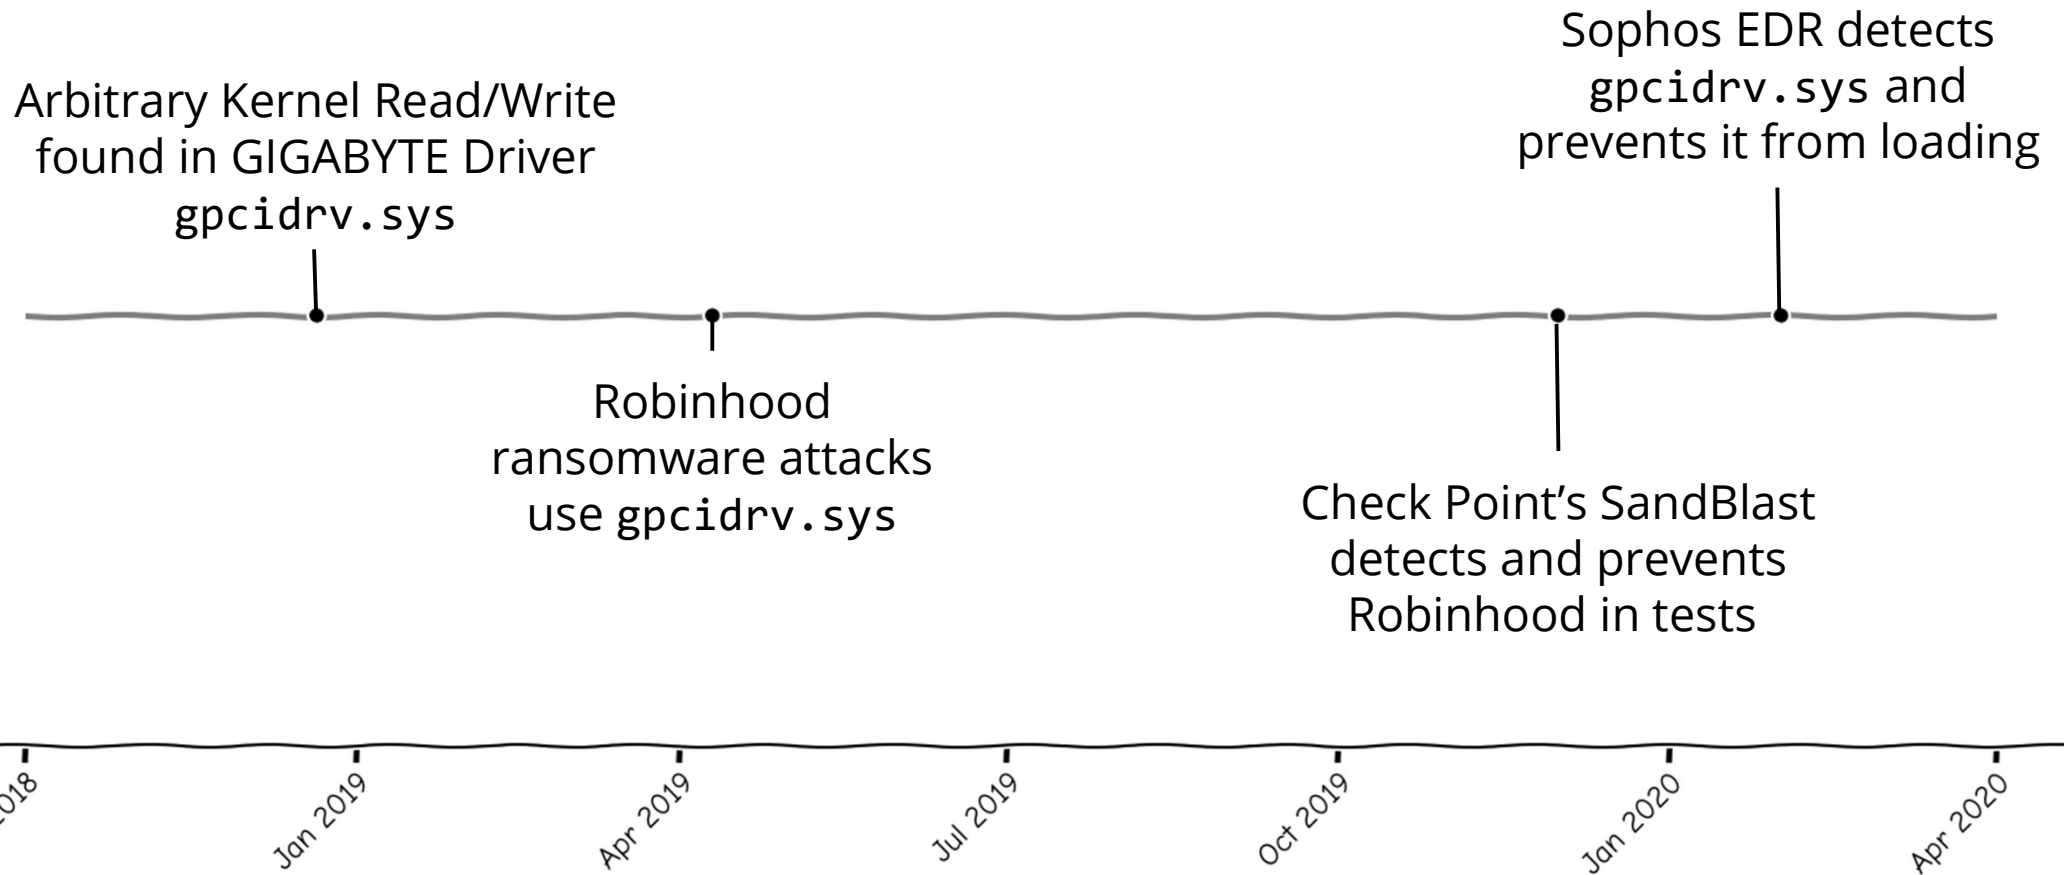 Sophos EDR detects
gpcidrv.sys and
prevents it from loading
Arbitrary Kernel Read/Write
found in GIGABYTE Driver
gpcidrv.sys
Robinhood
ransomware attacks
use gpcidrv.sys
Check Point’s SandBlast
detects and prevents
Robinhood in tests
2018
Jan 2019
Apr 2019
Jul 2019
Oct 2019
Jan 2020
Apr 2020